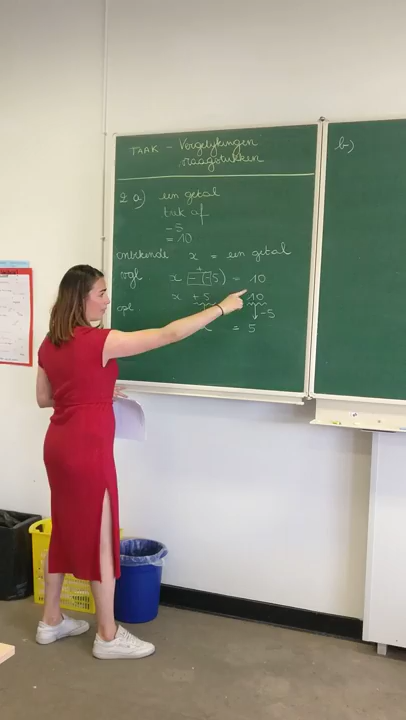 TAAK - Vergelijkingen
vraagstukken
2 a) een getal
trek af
-5
= 10
onbekende x = een getal
vgl x - (-5) = 10
x + 5 = 10
-5
opl x = 5
b)